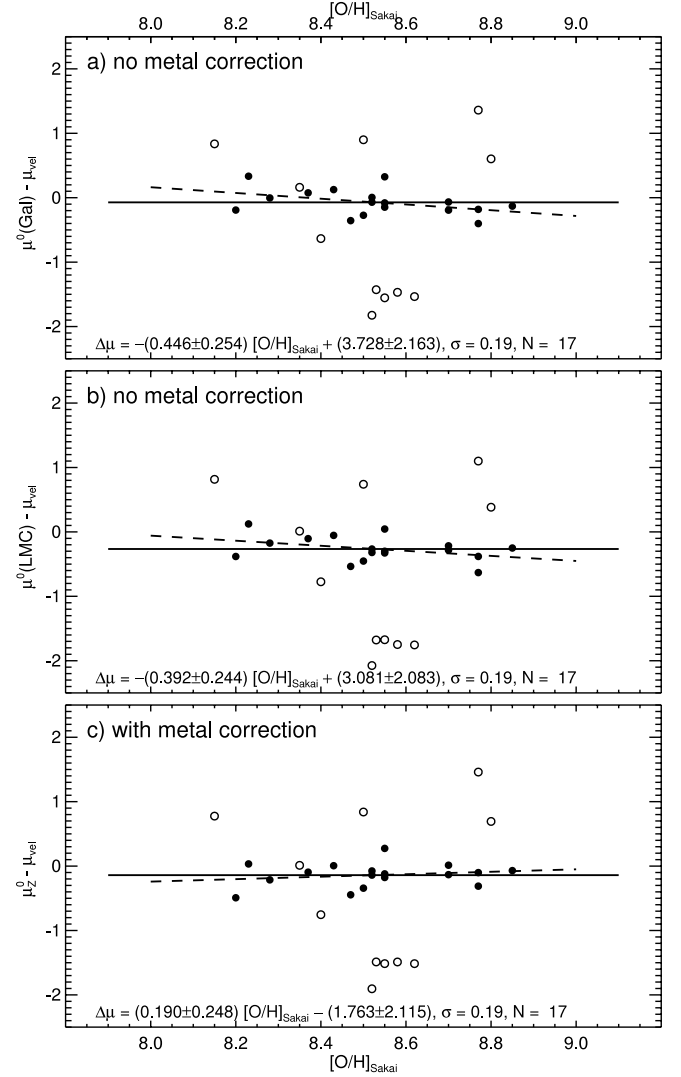 [O/H]Sakai
8.0 8.2 8.4 8.6 8.8 9.0
a) no metal correction
2
1
0
-1
-2
μ⁰(Gal) - μvel
Δμ = −(0.446±0.254) [O/H]Sakai + (3.728±2.163), σ = 0.19, N = 17
b) no metal correction
2
1
0
-1
-2
μ⁰(LMC) - μvel
Δμ = −(0.392±0.244) [O/H]Sakai + (3.081±2.083), σ = 0.19, N = 17
c) with metal correction
2
1
0
-1
-2
μ⁰Z - μvel
Δμ = (0.190±0.248) [O/H]Sakai − (1.763±2.115), σ = 0.19, N = 17
8.0 8.2 8.4 8.6 8.8 9.0
[O/H]Sakai